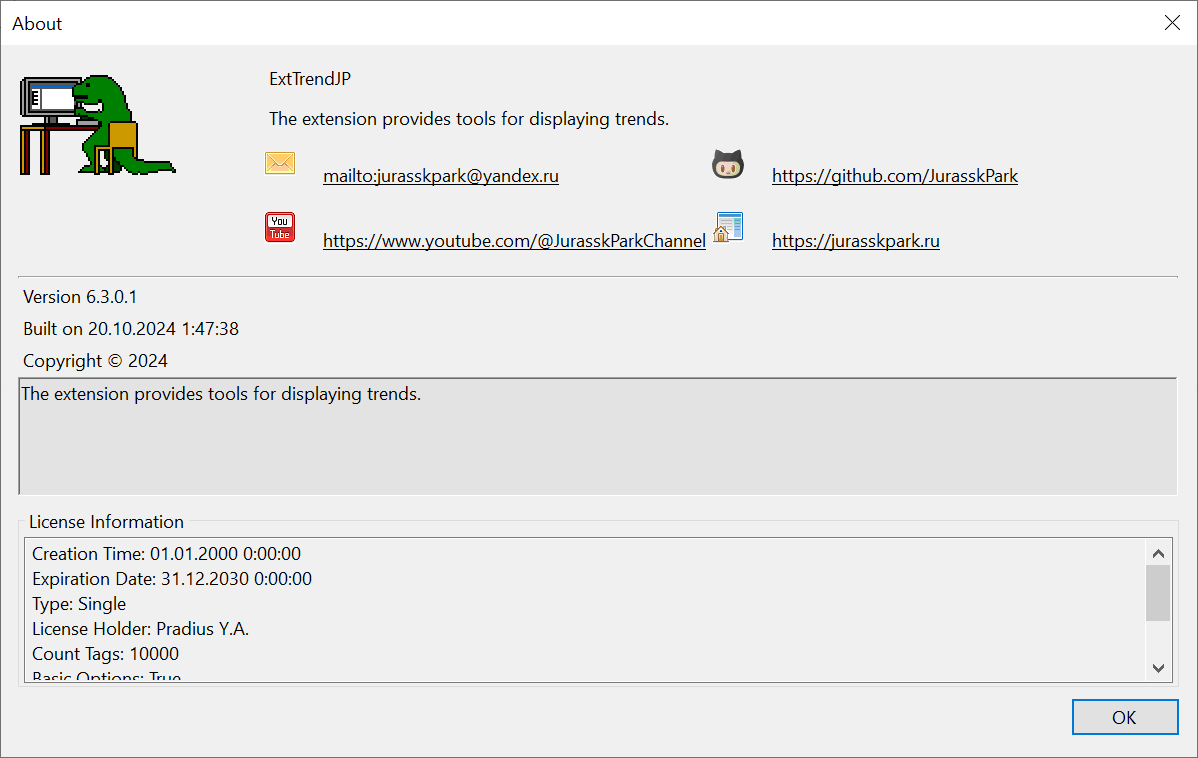 About
ExtTrendJP
The extension provides tools for displaying trends.
mailto:jurasskpark@yandex.ru
https://github.com/JurasskPark
You
Tube
https://www.youtube.com/@JurasskParkChannel
https://jurasskpark.ru
Version 6.3.0.1
Built on 20.10.2024 1:47:38
Copyright © 2024
The extension provides tools for displaying trends.
License Information
Creation Time: 01.01.2000 0:00:00
Expiration Date: 31.12.2030 0:00:00
Type: Single
License Holder: Pradius Y.A.
Count Tags: 10000
Basic Options: True
OK